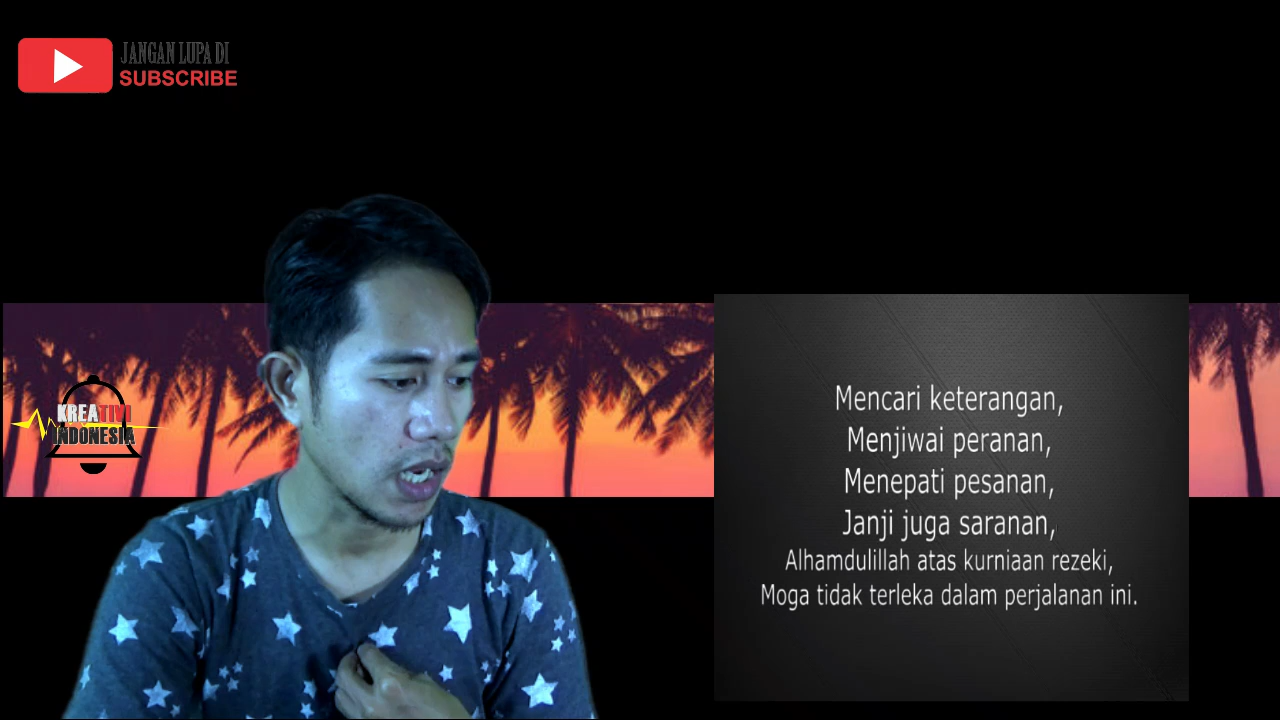 JANGAN LUPA DI
SUBSCRIBE
KREATIVI
INDONESIA
Mencari keterangan,
Menjiwai peranan,
Menepati pesanan,
Janji juga saranan,
Alhamdulillah atas kurniaan rezeki,
Moga tidak terleka dalam perjalanan ini.